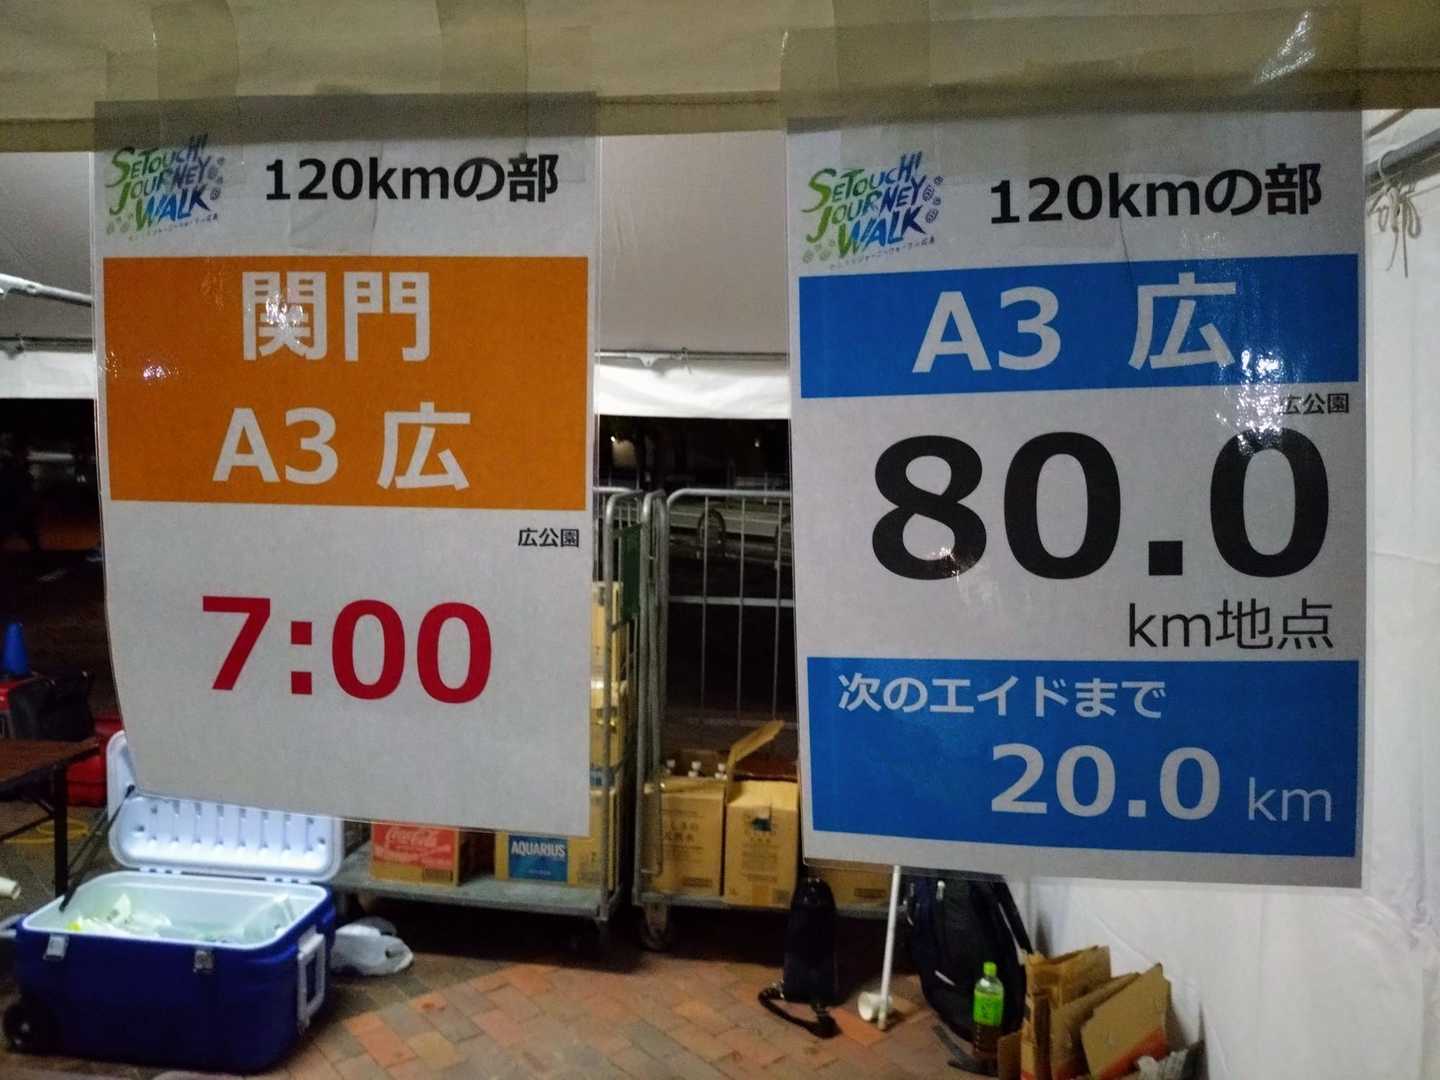 SETOUCHI
JOURNEY
WALK
120kmの部
関門
A3 広
広公園
7:00
SETOUCHI
JOURNEY
WALK
120kmの部
A3 広
広公園
80.0
km地点
次のエイドまで
20.0 km
Coca-Cola
AQUARIUS